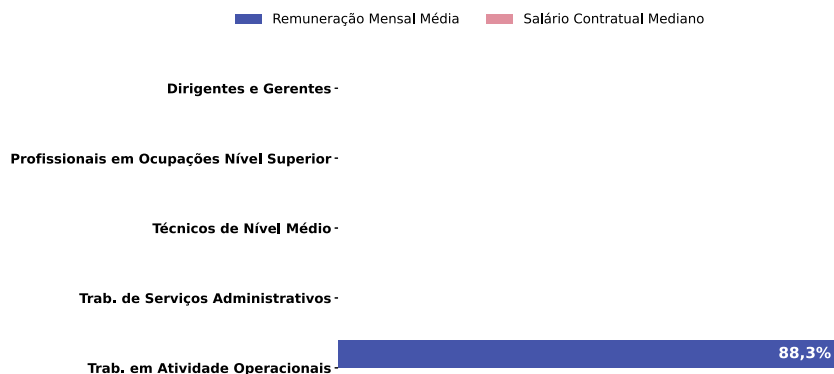 Remuneração Mensal Média Salário Contratual Mediano
Dirigentes e Gerentes
Profissionais em Ocupações Nível Superior
Técnicos de Nível Médio
Trab. de Serviços Administrativos
88,3%
Trab. em Atividade Operacionais